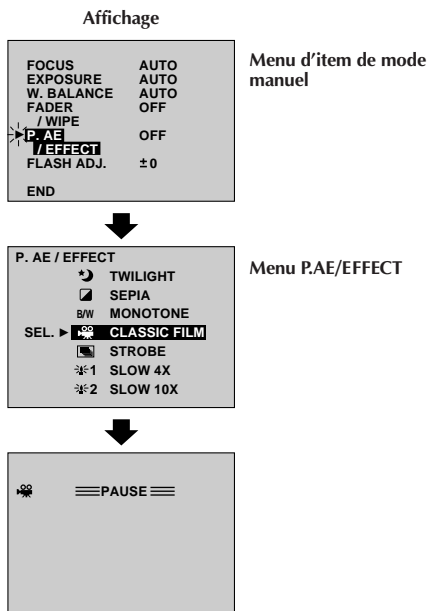 Affichage
FOCUS AUTO
EXPOSURE AUTO
W. BALANCE AUTO
FADER OFF
/ WIPE
P. AE OFF
/ EFFECT
FLASH ADJ. ±0
END
Menu d'item de mode
manuel
P. AE / EFFECT
TWILIGHT
SEPIA
B/W MONOTONE
SEL. ► CLASSIC FILM
STROBE
1 SLOW 4X
2 SLOW 10X
Menu P.AE/EFFECT
PAUSE